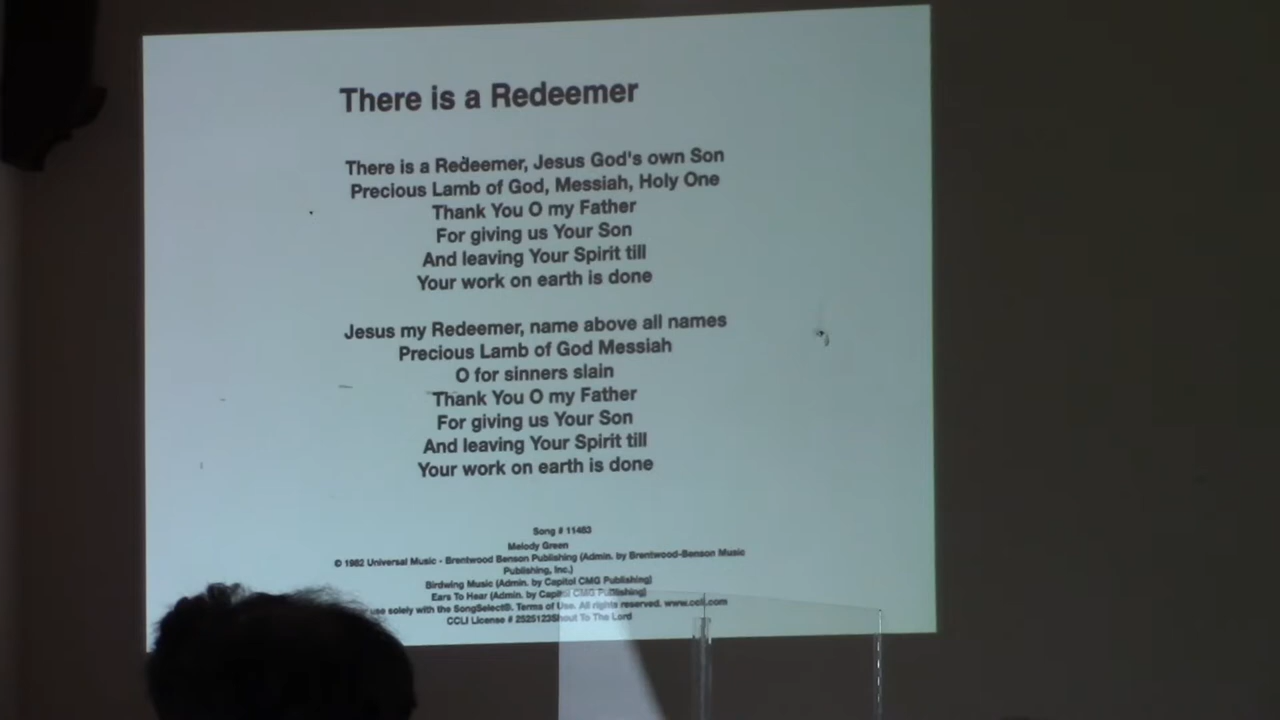 There is a Redeemer
There is a Redeemer, Jesus God's own Son
Precious Lamb of God, Messiah, Holy One
Thank You O my Father
For giving us Your Son
And leaving Your Spirit till
Your work on earth is done
Jesus my Redeemer, name above all names
Precious Lamb of God Messiah
O for sinners slain
Thank You O my Father
For giving us Your Son
And leaving Your Spirit till
Your work on earth is done
Song # 11483
Melody Green
© 1982 Universal Music - Brentwood Benson Publishing (Admin. by Brentwood-Benson Music
Publishing, Inc.)
Birdwing Music (Admin. by Capitol CMG Publishing)
Ears To Hear (Admin. by Capitol CMG Publishing)
use solely with the SongSelect®. Terms of Use. All rights reserved. www.ccli.com
CCLI License # 2525123Shout To The Lord